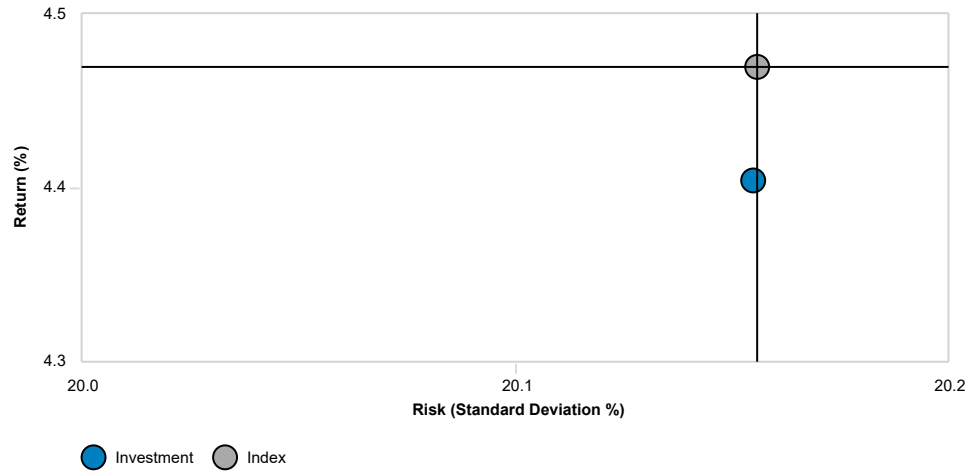 4.5
4.4
4.3
Return (%)
20.0
20.1
20.2
Risk (Standard Deviation %)
Investment
Index